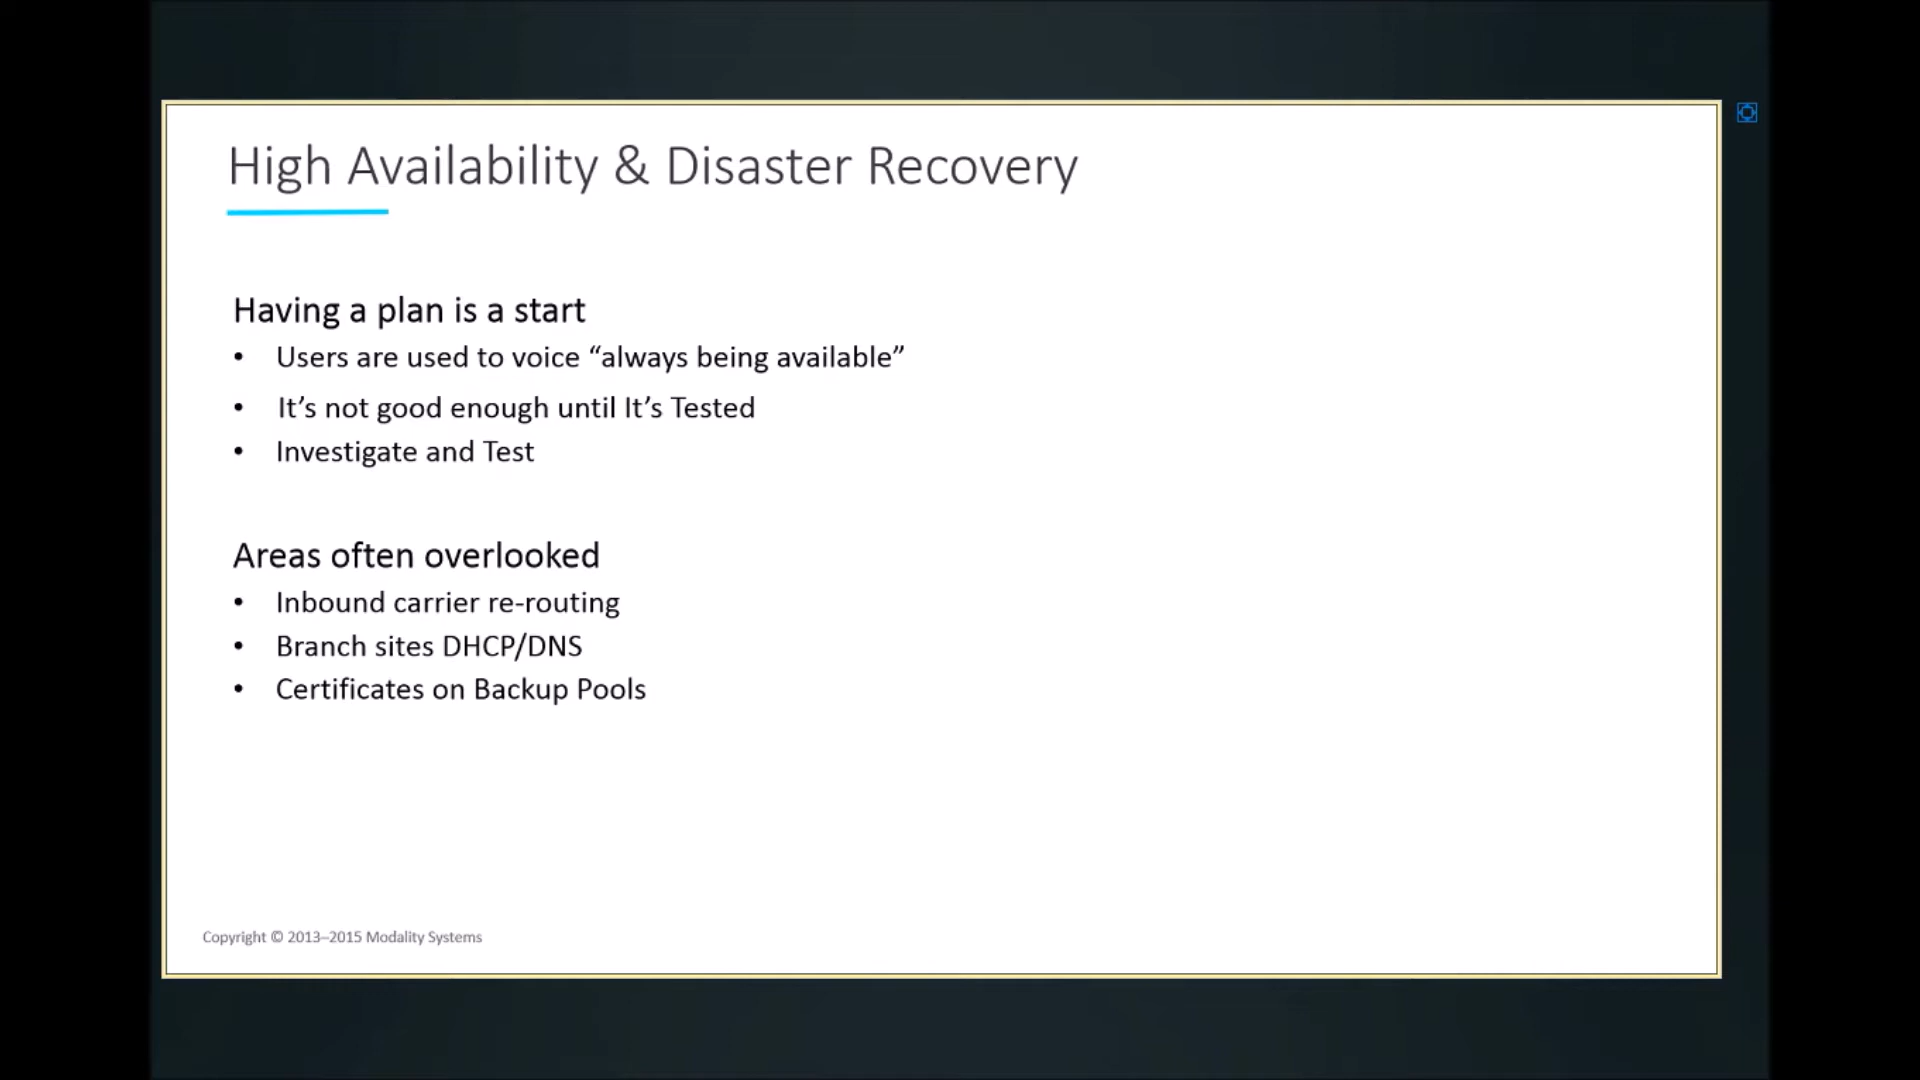 High Availability & Disaster Recovery
Having a plan is a start
• Users are used to voice “always being available”
• It’s not good enough until It’s Tested
• Investigate and Test
Areas often overlooked
• Inbound carrier re-routing
• Branch sites DHCP/DNS
• Certificates on Backup Pools
Copyright © 2013–2015 Modality Systems